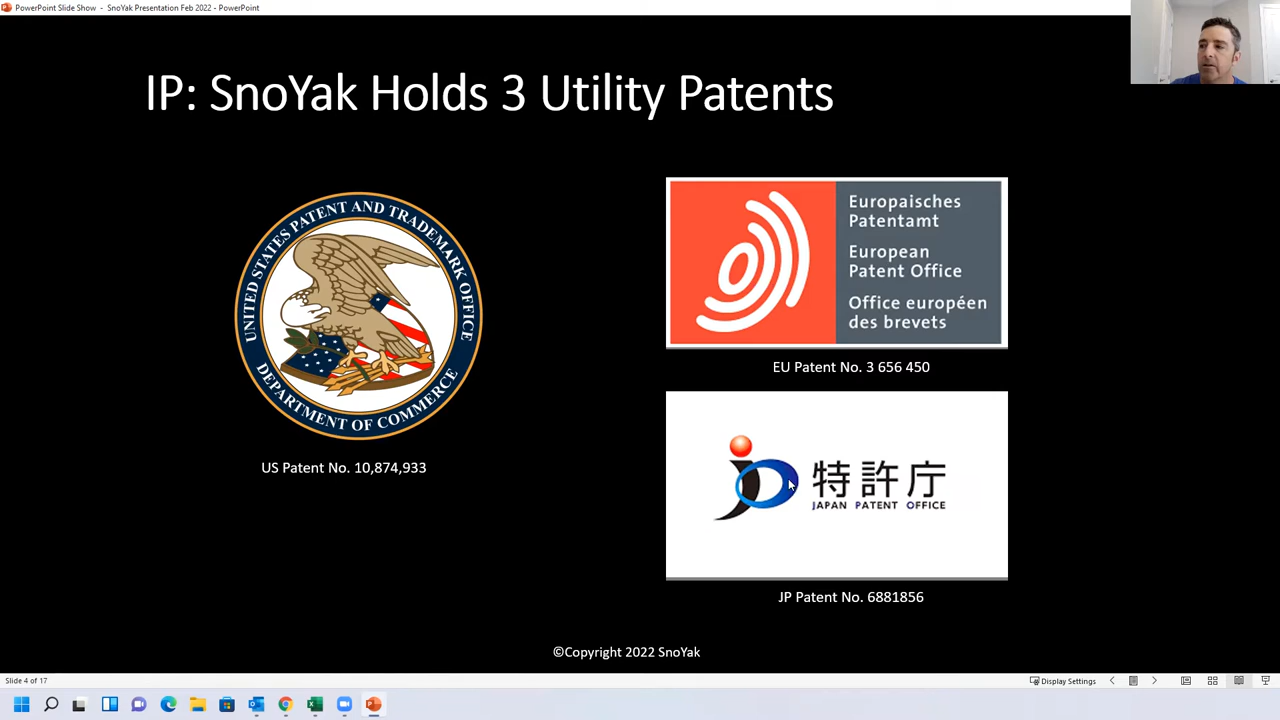 PowerPoint Slide Show - SnoYak Presentation Feb 2022 - PowerPoint
IP: SnoYak Holds 3 Utility Patents
UNITED STATES PATENT AND TRADEMARK OFFICE
DEPARTMENT OF COMMERCE
US Patent No. 10,874,933
Europaisches
Patentamt
European
Patent Office
Office européen
des brevets
EU Patent No. 3 656 450
特許庁
JAPAN PATENT OFFICE
JP Patent No. 6881856
©Copyright 2022 SnoYak
Slide 4 of 17
Display Settings